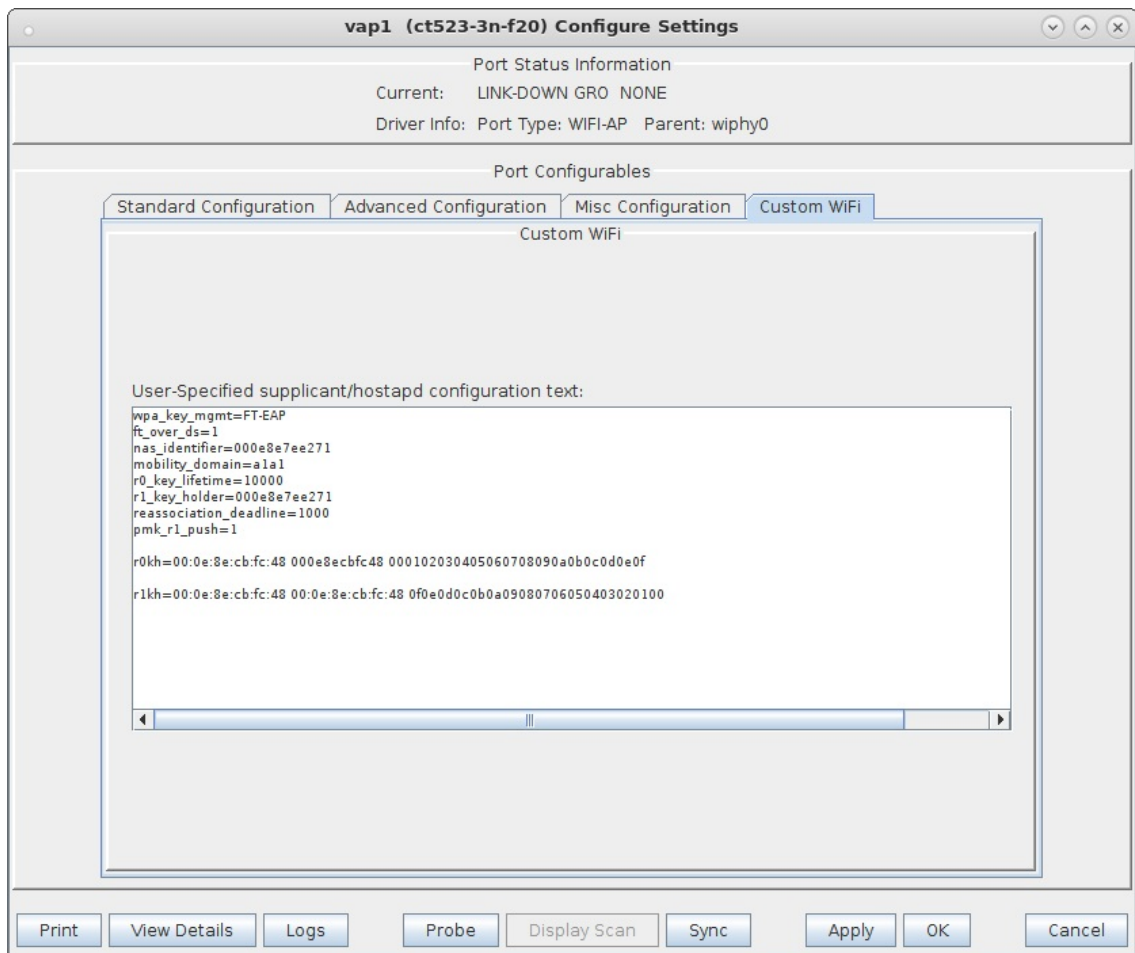 vap1 (ct523-3n-f20) Configure Settings
Port Status Information
Current: LINK-DOWN GRO NONE
Driver Info: Port Type: WIFI-AP Parent: wiphy0
Port Configurables
Standard Configuration Advanced Configuration Misc Configuration Custom WiFi
Custom WiFi
User-Specified supplicant/hostapd configuration text:
wpa_key_mgmt=FT-EAP
ft_over_ds=1
nas_identifier=000e8e7ee271
mobility_domain=a1a1
r0_key_lifetime=10000
r1_key_holder=000e8e7ee271
reassociation_deadline=1000
pmk_r1_push=1
r0kh=00:0e:8e:cb:fc:48 000e8ecbfc48 000102030405060708090a0b0c0d0e0f
r1kh=00:0e:8e:cb:fc:48 00:0e:8e:cb:fc:48 0f0e0d0c0b0a09080706050403020100
Print View Details Logs Probe Display Scan Sync Apply OK Cancel